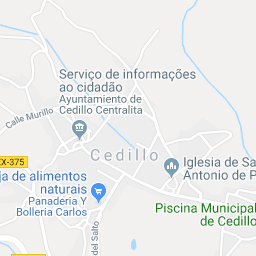 Serviço de informações
ao cidadão
Ayuntamiento de
Cedillo Centralita
Calle Murillo
Cedillo
EX-375
Iglesia de Sa
Antonio de P
ja de alimentos
naturais
Panaderia Y
Bolleria Carlos
Piscina Municipal
de Cedillo
del Salto